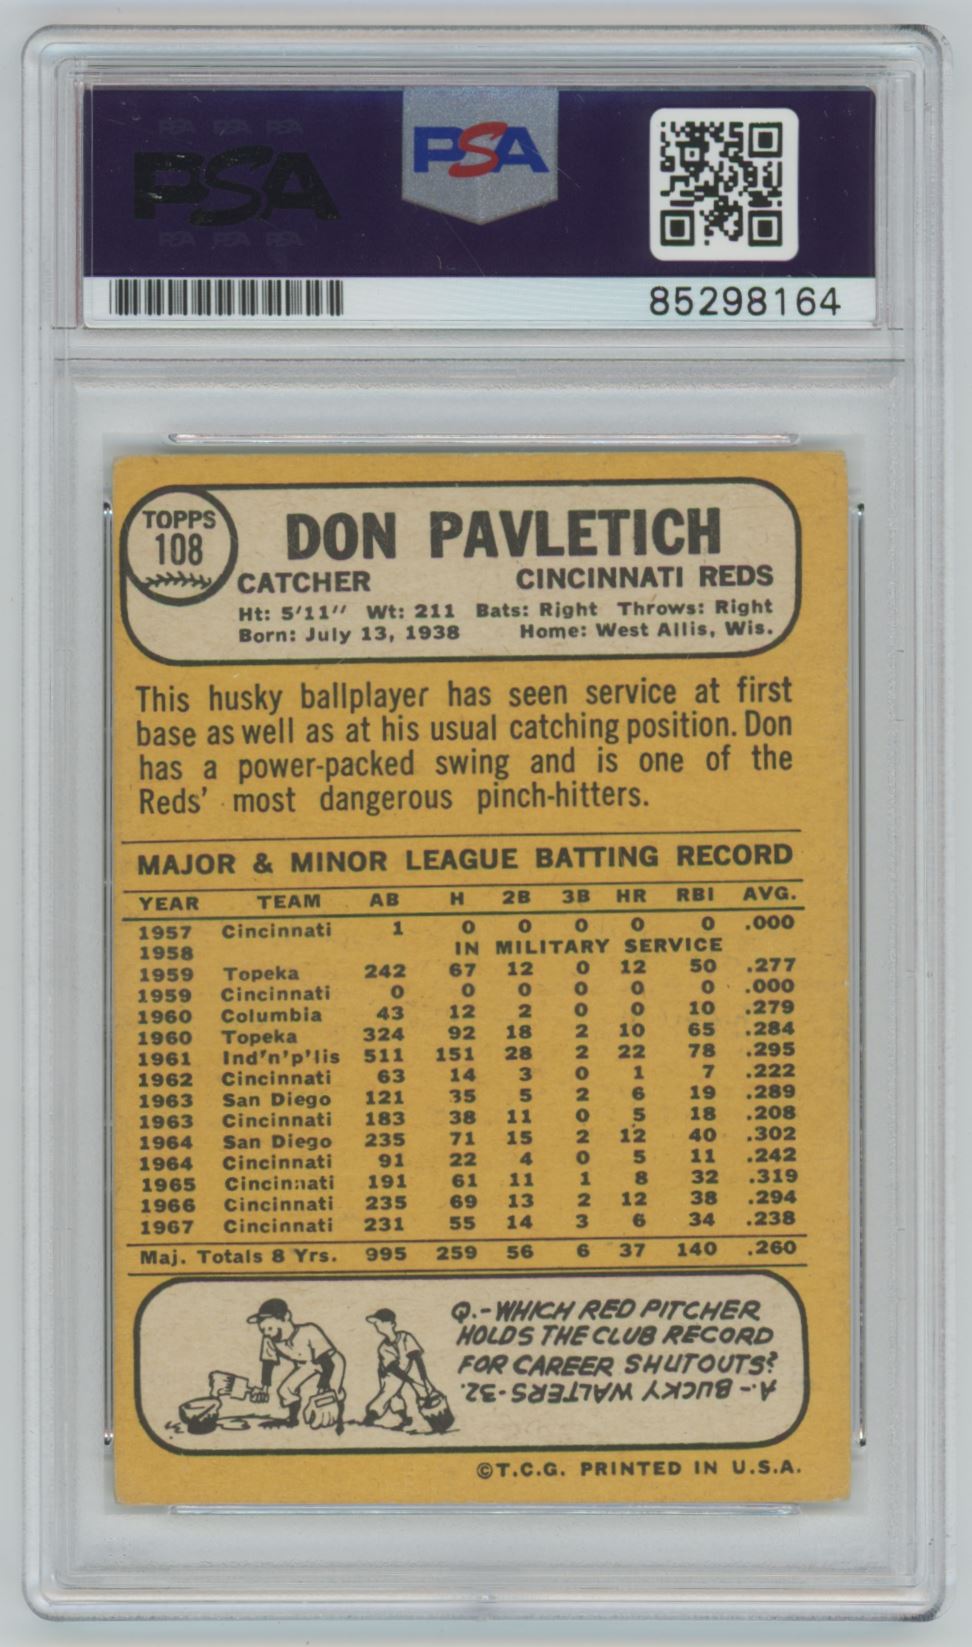 PSA PSA PSA
PSA
PSA PSA PSA
PSA
85298164
TOPPS
108
DON PAVLETICH
CATCHER CINCINNATI REDS
Ht: 5'11" Wt: 211 Bats: Right Throws: Right
Born: July 13, 1938 Home: West Allis, Wis.
This husky ballplayer has seen service at first
base as well as at his usual catching position. Don
has a power-packed swing and is one of the
Reds' most dangerous pinch-hitters.
MAJOR & MINOR LEAGUE BATTING RECORD
YEAR TEAM AB H 2B 3B HR RBI AVG.
1957 Cincinnati 1 0 0 0 0 0 .000
1958 IN MILITARY SERVICE
1959 Topeka 242 67 12 0 12 50 .277
1959 Cincinnati 0 0 0 0 0 0 .000
1960 Columbia 43 12 2 0 0 10 .279
1960 Topeka 324 92 18 2 10 65 .284
1961 Ind'n'p'lis 511 151 28 2 22 78 .295
1962 Cincinnati 63 14 3 0 1 7 .222
1963 San Diego 121 35 5 2 6 19 .289
1963 Cincinnati 183 38 11 0 5 18 .208
1964 San Diego 235 71 15 2 12 40 .302
1964 Cincinnati 91 22 4 0 5 11 .242
1965 Cincinnati 191 61 11 1 8 32 .319
1966 Cincinnati 235 69 13 2 12 38 .294
1967 Cincinnati 231 55 14 3 6 34 .238
Maj. Totals 8 Yrs. 995 259 56 6 37 140 .260
Q.-WHICH RED PITCHER
HOLDS THE CLUB RECORD
FOR CAREER SHUTOUTS?
A.-BUCKY WALTERS-32.
©T.C.G. PRINTED IN U.S.A.